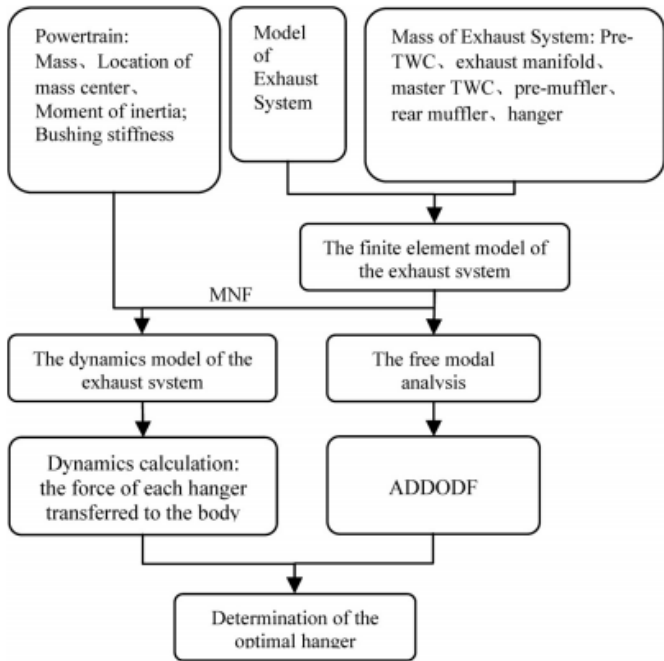 Powertrain:
Mass、Location of
mass center、
Moment of inertia;
Bushing stiffness
Model
of
Exhaust
System
Mass of Exhaust System: Pre-
TWC、exhaust manifold、
master TWC、pre-muffler、
rear muffler、hanger
The finite element model of
the exhaust system
MNF
The dynamics model of the
exhaust system
The free modal
analysis
Dynamics calculation:
the force of each hanger
transferred to the body
ADDODF
Determination of the
optimal hanger